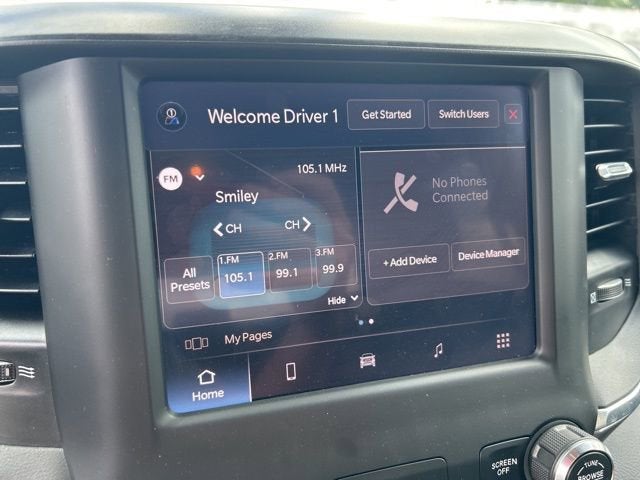 Welcome Driver 1
Get Started
Switch Users
FM
105.1 MHz
Smiley
CH
CH
All Presets
1.FM
105.1
2.FM
99.1
3.FM
99.9
Hide
No Phones
Connected
+ Add Device
Device Manager
My Pages
Home
SCREEN
OFF
TUNE
BROWSE